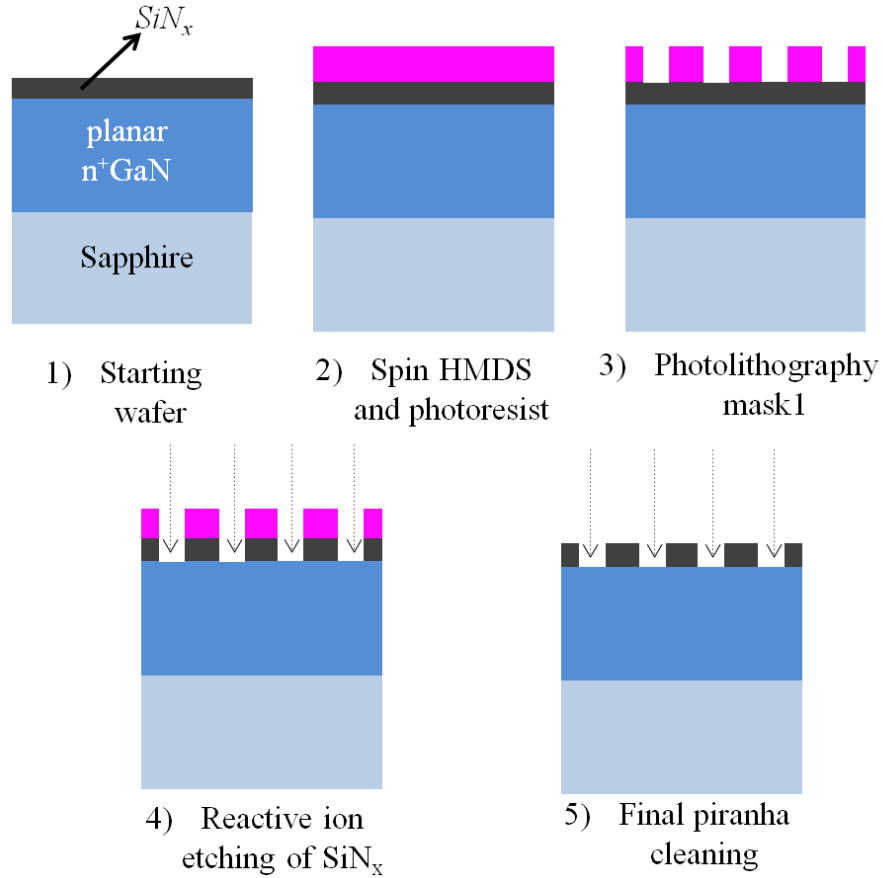 SiNₓ
planar
n⁺GaN
Sapphire
1) Starting
wafer
2) Spin HMDS
and photoresist
3) Photolithography
mask1
4) Reactive ion
etching of SiNₓ
5) Final piranha
cleaning